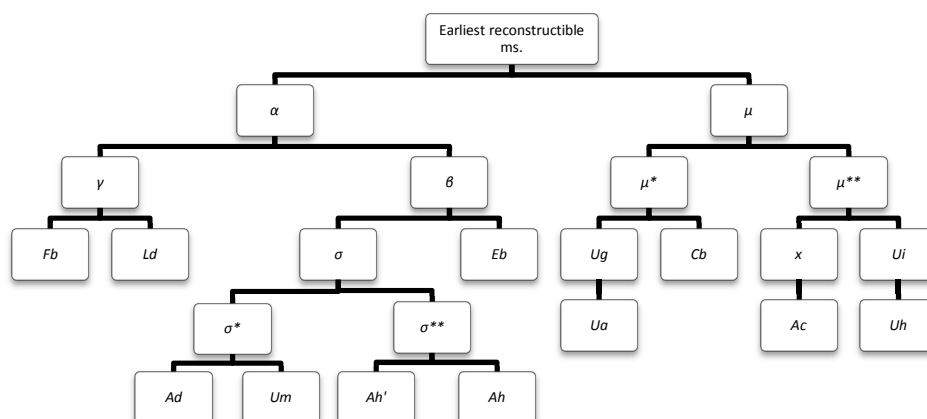 Earliest reconstructible
ms.
α
μ
γ
β
μ*
μ**
Fb
Ld
σ
Eb
Ug
Cb
x
Ui
σ*
σ**
Ua
Ac
Uh
Ad
Um
Ah'
Ah